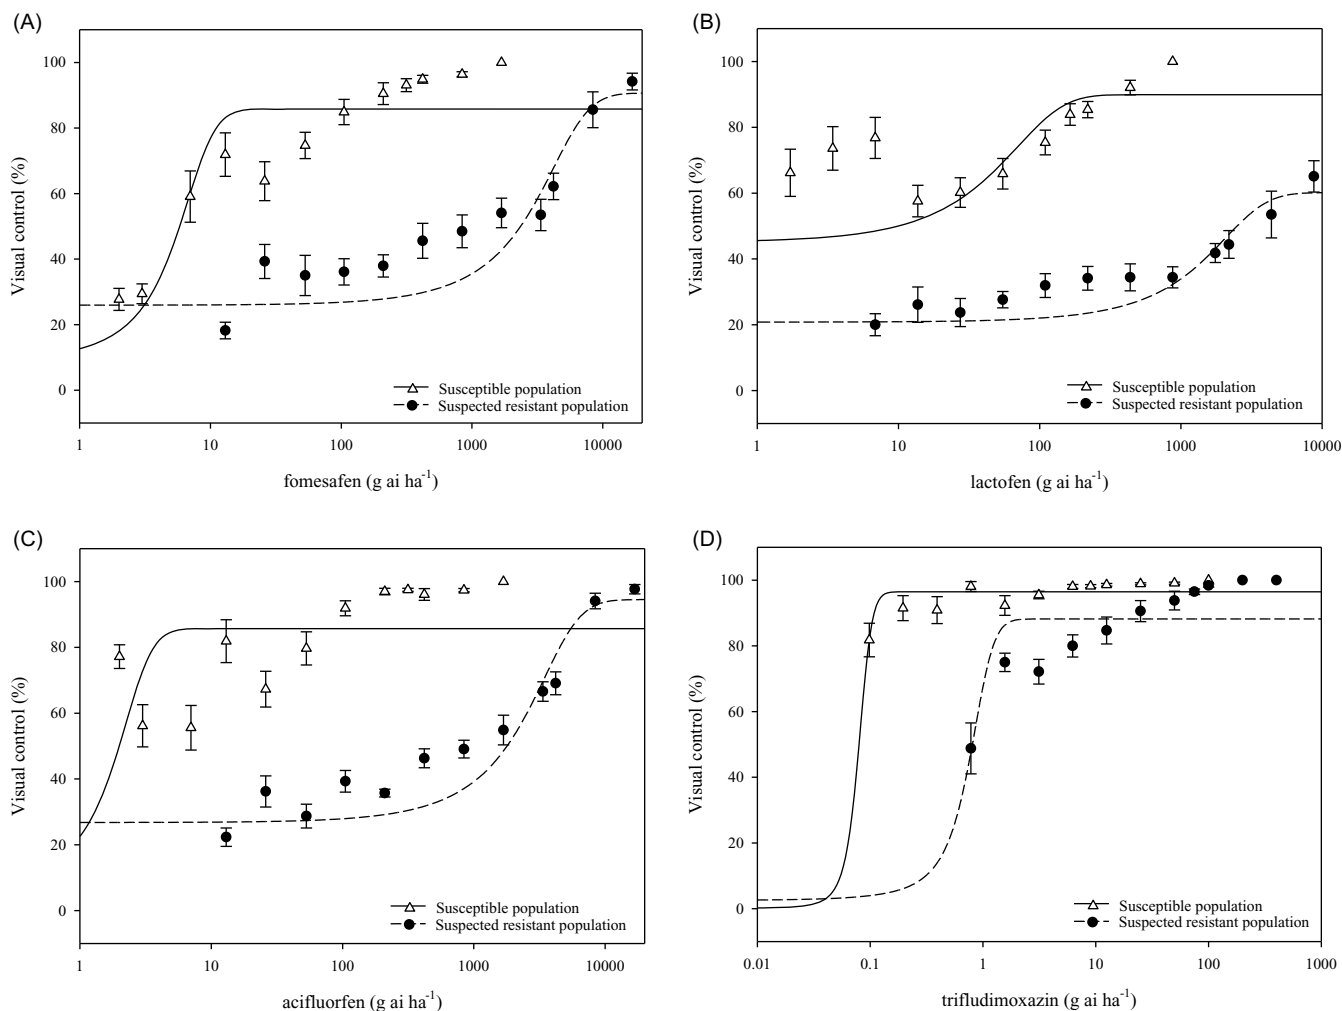 (A)
100
80
60
40
20
0
Visual control (%)
Susceptible population
Suspected resistant population
1 10 100 1000 10000
fomesafen (g ai ha⁻¹)
(B)
100
80
60
40
20
0
Visual control (%)
Susceptible population
Suspected resistant population
1 10 100 1000 10000
lactofen (g ai ha⁻¹)
(C)
100
80
60
40
20
0
Visual control (%)
Susceptible population
Suspected resistant population
1 10 100 1000 10000
acifluorfen (g ai ha⁻¹)
(D)
100
80
60
40
20
0
Visual control (%)
Susceptible population
Suspected resistant population
0.01 0.1 1 10 100 1000
trifludimoxazin (g ai ha⁻¹)